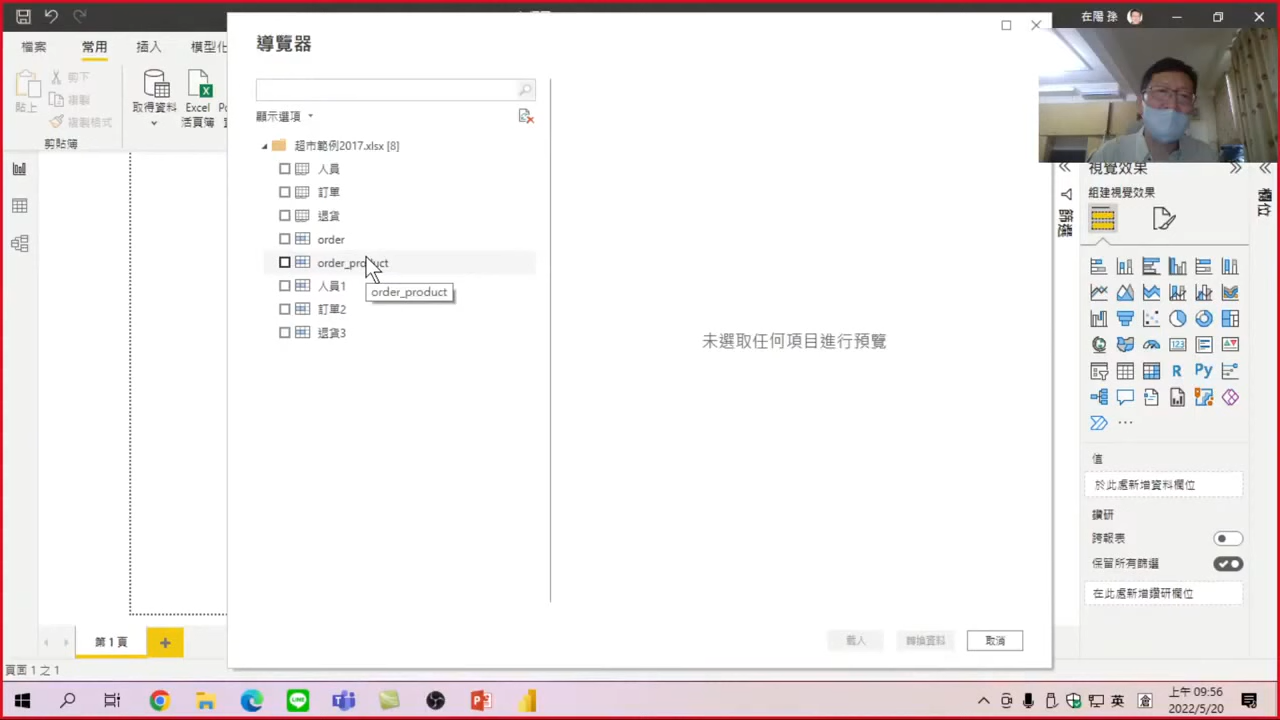 在陽 孫
檔案
常用
插入
模型化
貼上
剪下
複製
複製格式
剪貼簿
取得資料
Excel
活頁簿
導覽器
顯示選項
超市範例2017.xlsx [8]
人員
訂單
退貨
order
order_product
order_product
人員1
訂單2
退貨3
未選取任何項目進行預覽
載入
轉換資料
取消
篩選
視覺效果
組建視覺效果
123
R
Py
值
於此處新增資料欄位
鑽研
跨報表
保留所有篩選
在此處新增鑽研欄位
欄位
第 1 頁
頁面 1 之 1
LINE
英
倉
上午 09:56
2022/5/20